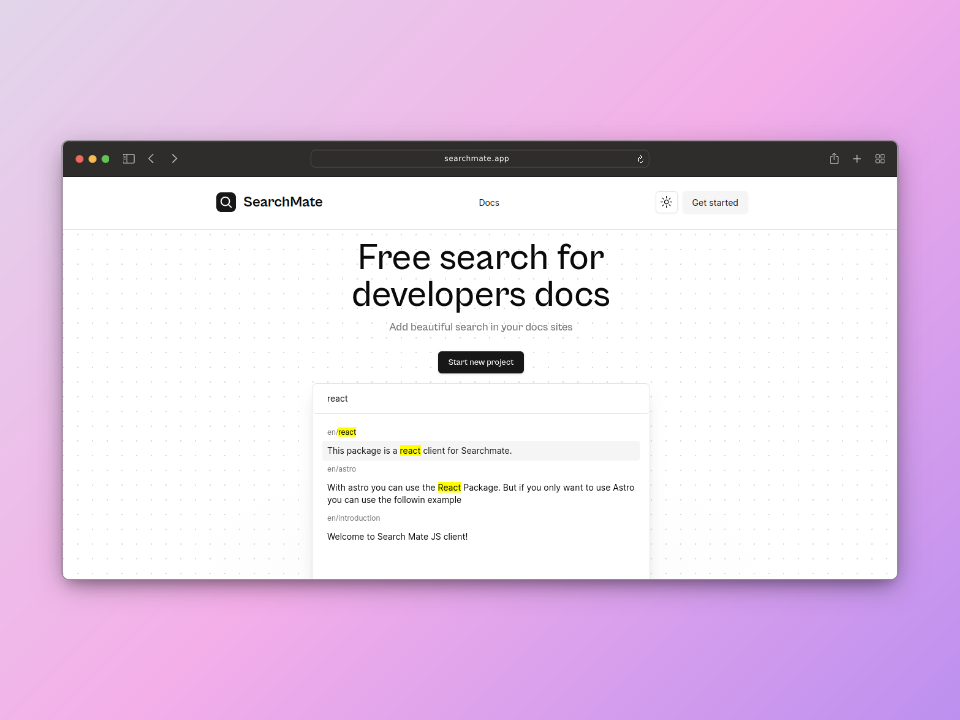 searchmate.app
SearchMate
Docs
Get started
Free search for
developers docs
Add beautiful search in your docs sites
Start new project
react
en/react
This package is a react client for Searchmate.
en/astro
With astro you can use the React Package. But if you only want to use Astro
you can use the followin example
en/introduction
Welcome to Search Mate JS client!